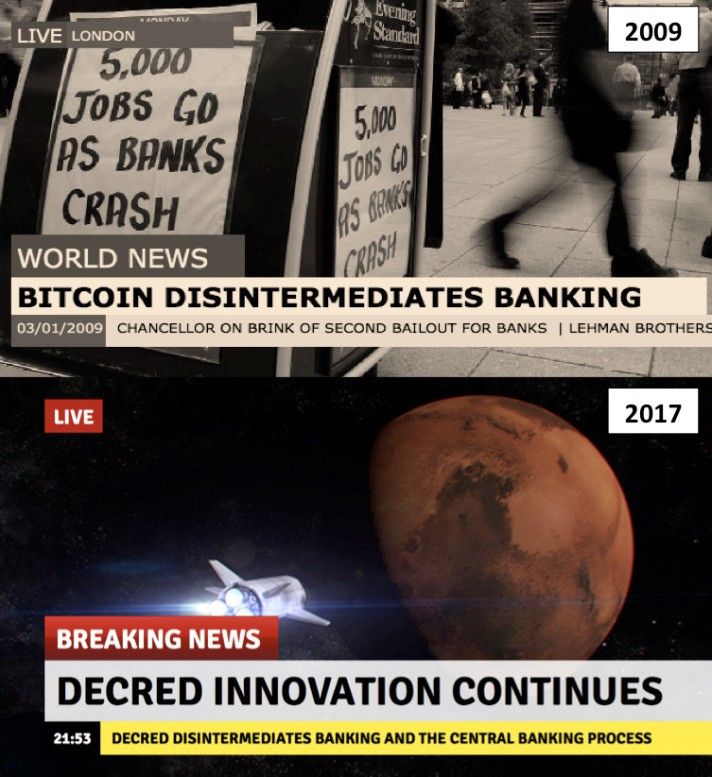 MONDAY
LIVE LONDON
2009
5,000
JOBS GO
AS BANKS
CRASH
Evening
Standard
MONDAY
5,000
JOBS GO
AS BANKS
CRASH
WORLD NEWS
BITCOIN DISINTERMEDIATES BANKING
03/01/2009 CHANCELLOR ON BRINK OF SECOND BAILOUT FOR BANKS | LEHMAN BROTHERS
LIVE
2017
BREAKING NEWS
DECRED INNOVATION CONTINUES
21:53 DECRED DISINTERMEDIATES BANKING AND THE CENTRAL BANKING PROCESS